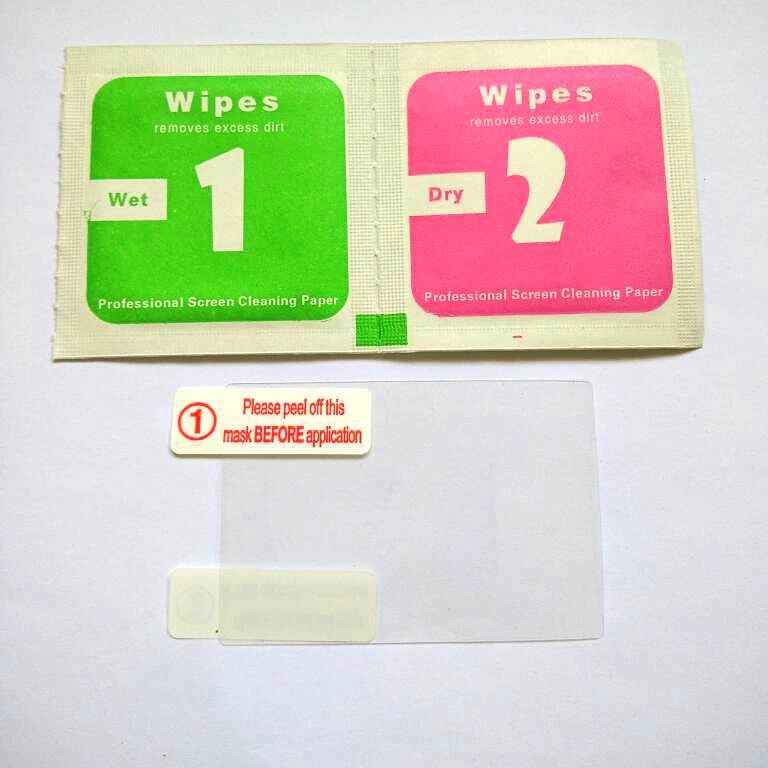 Wipes
removes excess dirt
1
Wet
Professional Screen Cleaning Paper
Wipes
removes excess dirt
2
Dry
Professional Screen Cleaning Paper
1
Please peel off this
mask BEFORE application